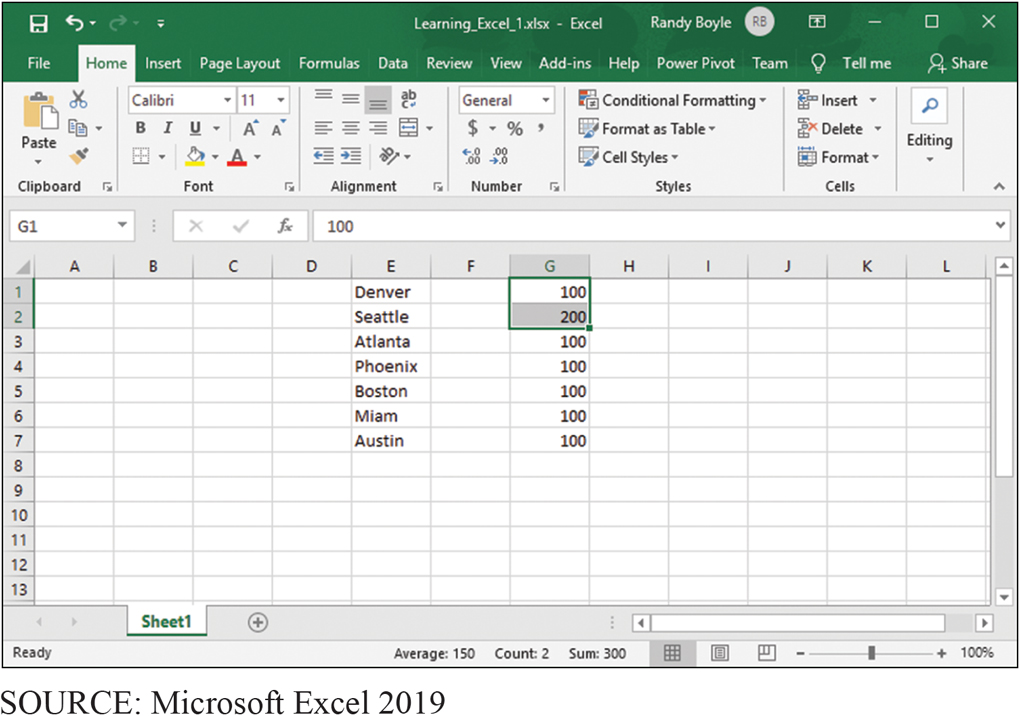 Learning_Excel_1.xlsx - Excel Randy Boyle RB
File Home Insert Page Layout Formulas Data Review View Add-ins Help Power Pivot Team Tell me Share
Paste
Calibri 11
B I U A A A
ab c
General
$ % ,
.00 .0 .00
Conditional Formatting
Format as Table
Cell Styles
Insert
Delete
Format
Editing
Clipboard Font Alignment Number Styles Cells
G1 fx 100
A B C D E F G H I J K L
1 Denver 100
2 Seattle 200
3 Atlanta 100
4 Phoenix 100
5 Boston 100
6 Miam 100
7 Austin 100
8
9
10
11
12
13
Sheet1
Ready Average: 150 Count: 2 Sum: 300 100%
SOURCE: Microsoft Excel 2019